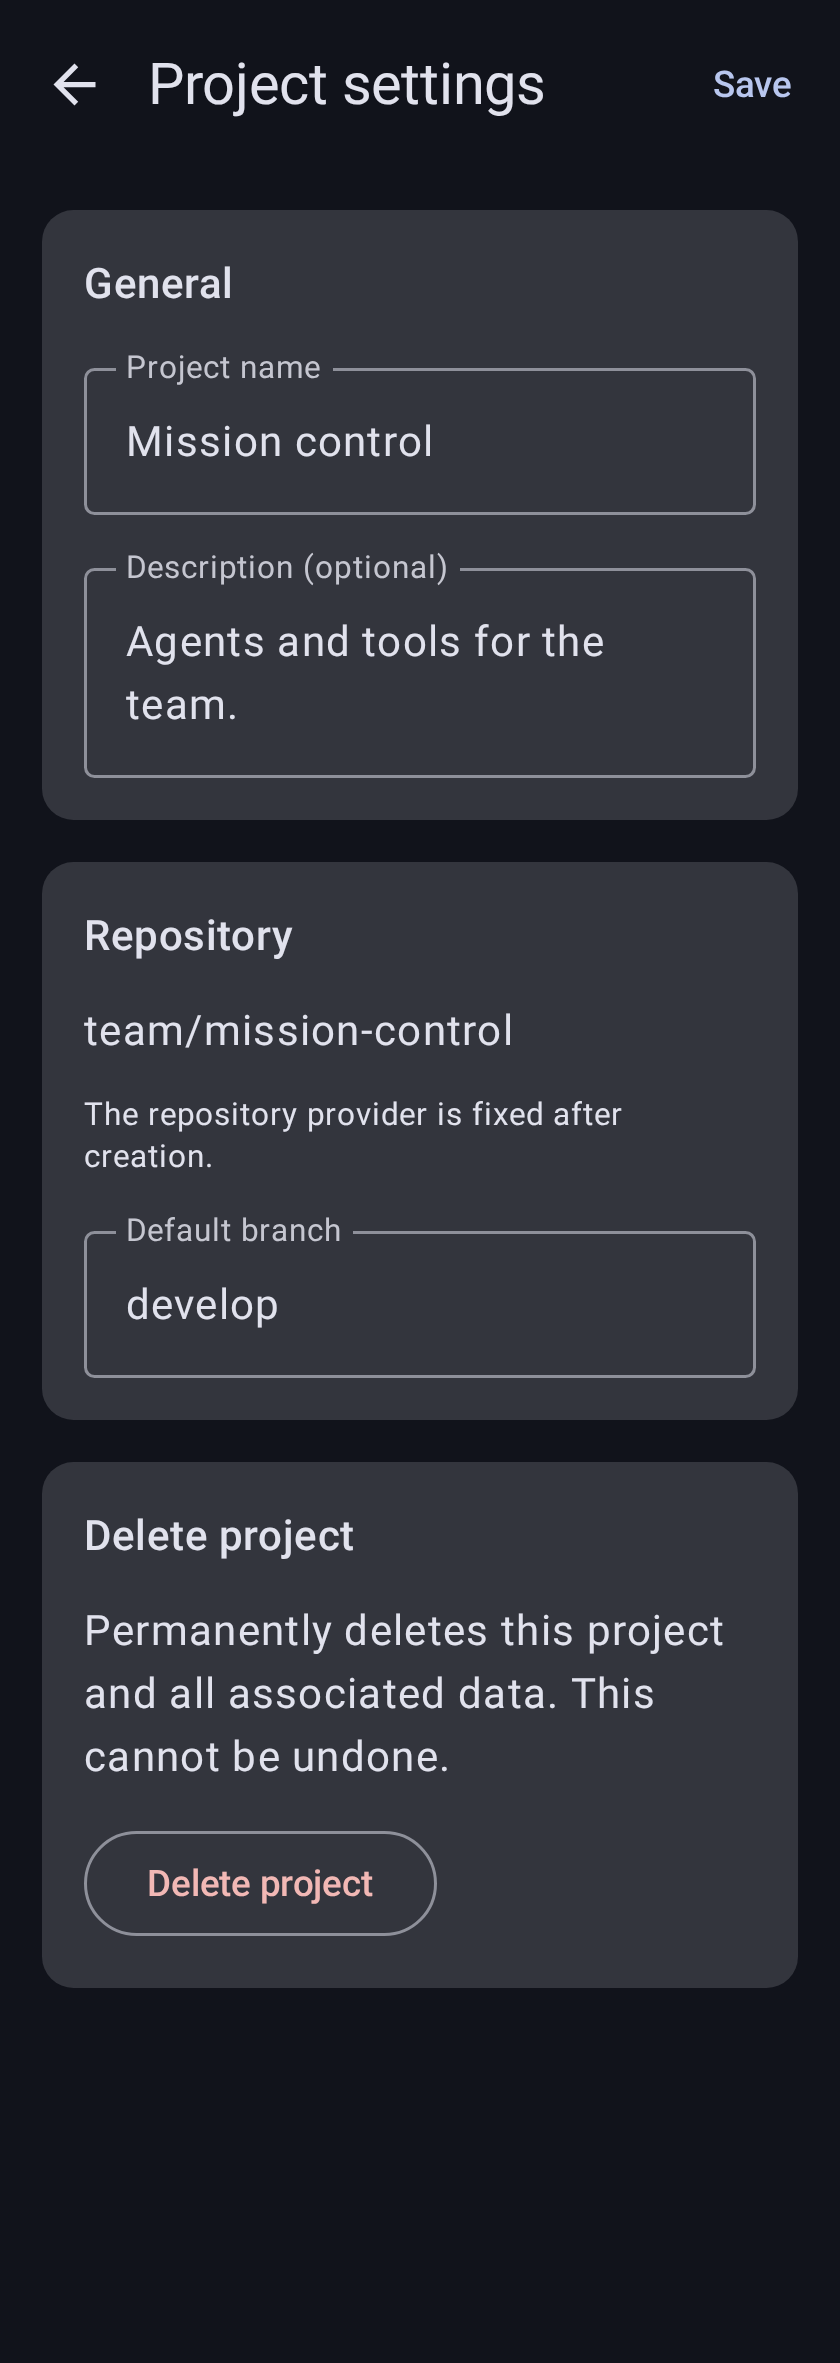 Project settings
Save
General
Project name
Mission control
Description (optional)
Agents and tools for the
team.
Repository
team/mission-control
The repository provider is fixed after
creation.
Default branch
develop
Delete project
Permanently deletes this project
and all associated data. This
cannot be undone.
Delete project